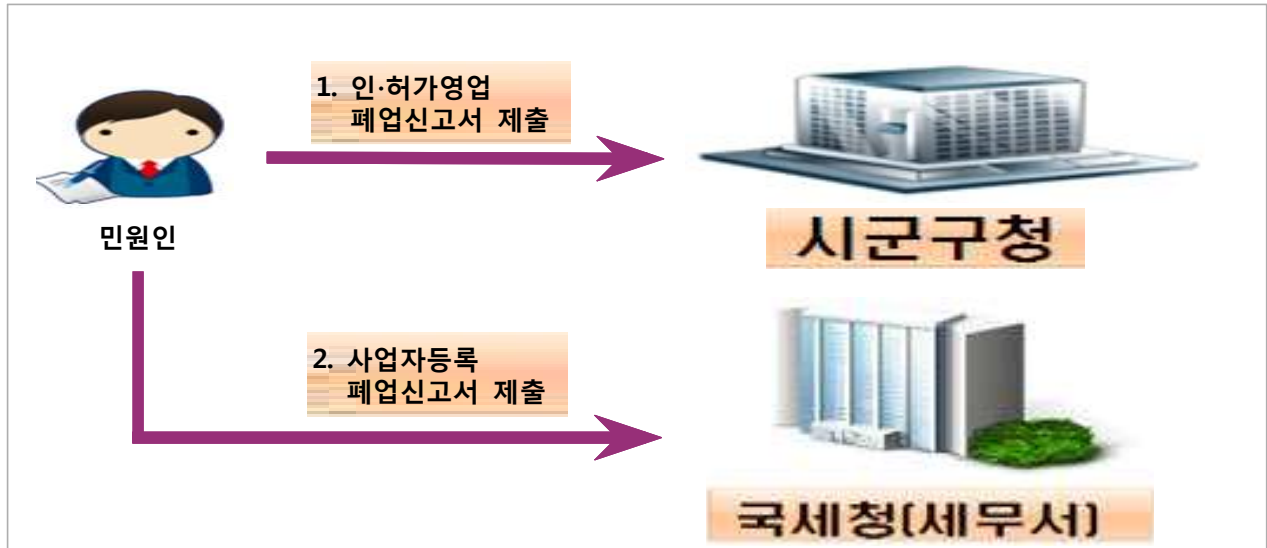 1. 인·허가영업
폐업신고서 제출
민원인
시군구청
2. 사업자등록
폐업신고서 제출
국세청(세무서)